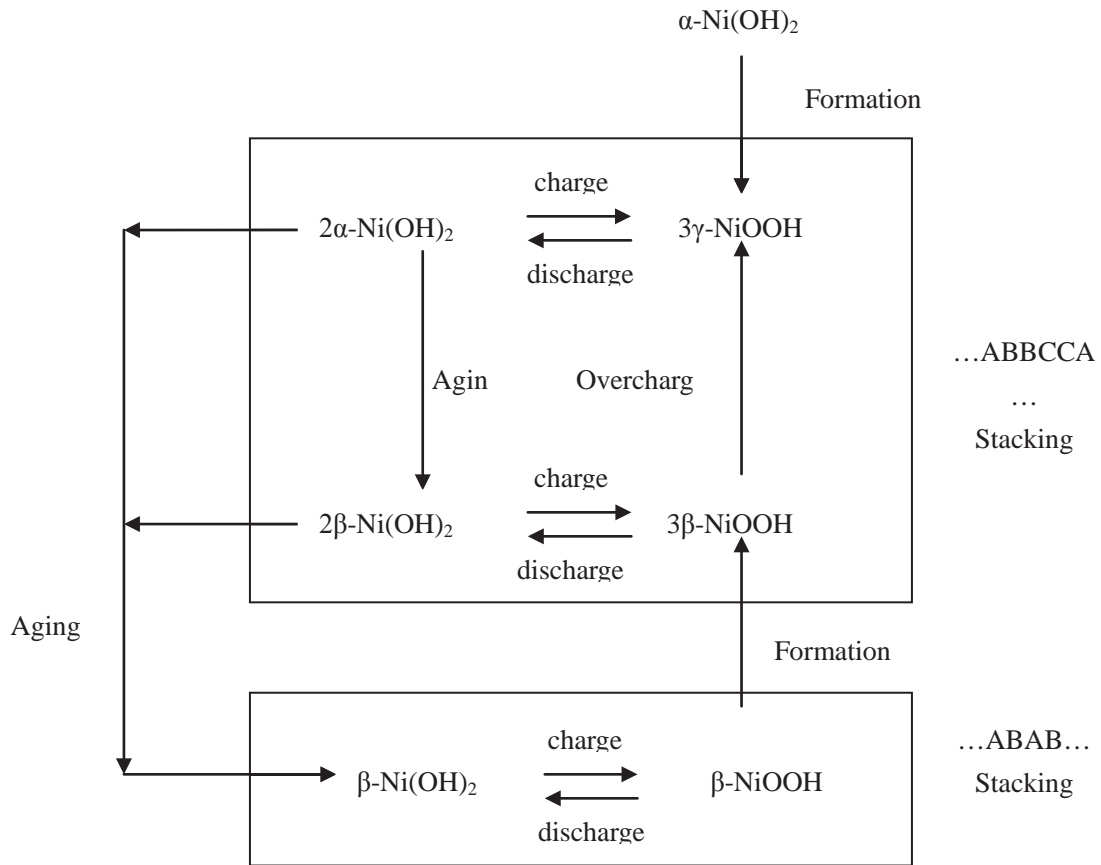 α-Ni(OH)₂
Formation
charge
2α-Ni(OH)₂
3γ-NiOOH
discharge
…ABBCCA
…
Stacking
Agin
Overcharg
charge
2β-Ni(OH)₂
3β-NiOOH
discharge
Aging
Formation
charge
…ABAB…
Stacking
β-Ni(OH)₂
β-NiOOH
discharge